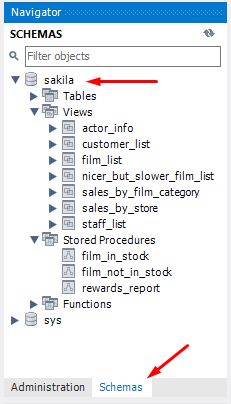 Navigator
SCHEMAS
Filter objects
sakila
Tables
Views
actor_info
customer_list
film_list
nicer_but_slower_film_list
sales_by_film_category
sales_by_store
staff_list
Stored Procedures
film_in_stock
film_not_in_stock
rewards_report
Functions
sys
Administration Schemas